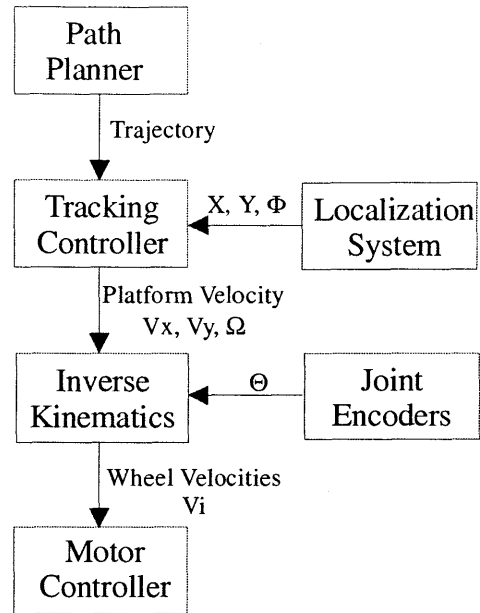 Path
Planner
Trajectory
Tracking
Controller
X, Y, Φ
Localization
System
Platform Velocity
Vx, Vy, Ω
Inverse
Kinematics
Θ
Joint
Encoders
Wheel Velocities
Vi
Motor
Controller